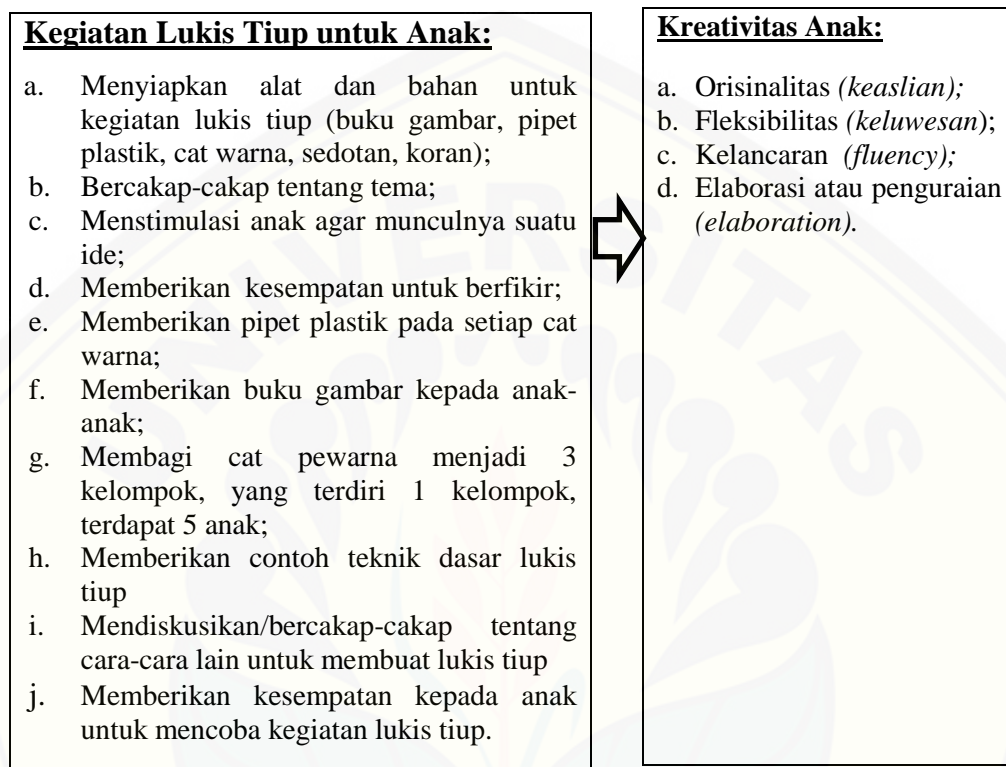 Kegiatan Lukis Tiup untuk Anak:
a. Menyiapkan alat dan bahan untuk
kegiatan lukis tiup (buku gambar, pipet
plastik, cat warna, sedotan, koran);
b. Bercakap-cakap tentang tema;
c. Menstimulasi anak agar munculnya suatu
ide;
d. Memberikan kesempatan untuk berfikir;
e. Memberikan pipet plastik pada setiap cat
warna;
f. Memberikan buku gambar kepada anak-
anak;
g. Membagi cat pewarna menjadi 3
kelompok, yang terdiri 1 kelompok,
terdapat 5 anak;
h. Memberikan contoh teknik dasar lukis
tiup
i. Mendiskusikan/bercakap-cakap tentang
cara-cara lain untuk membuat lukis tiup
j. Memberikan kesempatan kepada anak
untuk mencoba kegiatan lukis tiup.
Kreativitas Anak:
a. Orisinalitas (keaslian);
b. Fleksibilitas (keluwesan);
c. Kelancaran (fluency);
d. Elaborasi atau penguraian
(elaboration).
UNIVERSITAS